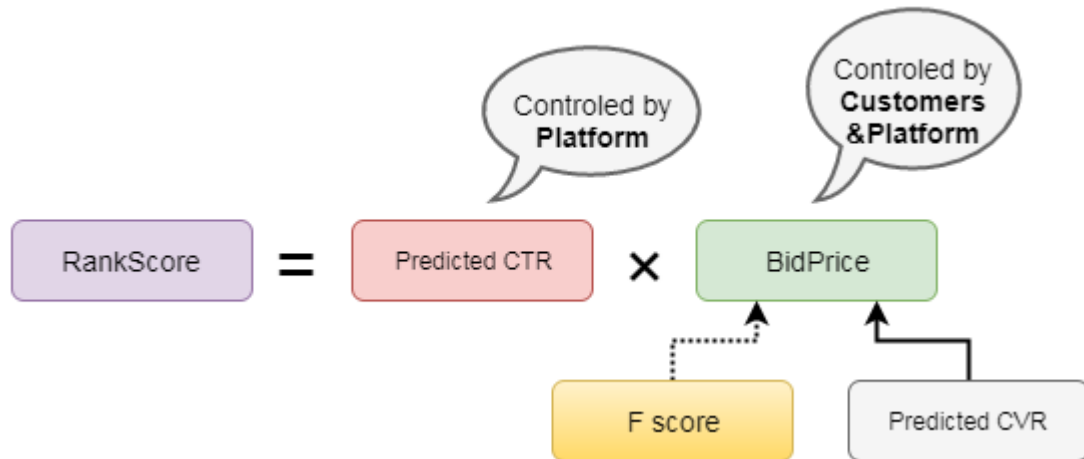 Controled by
Platform
Controled by
Customers
&Platform
RankScore = Predicted CTR × BidPrice
F score
Predicted CVR